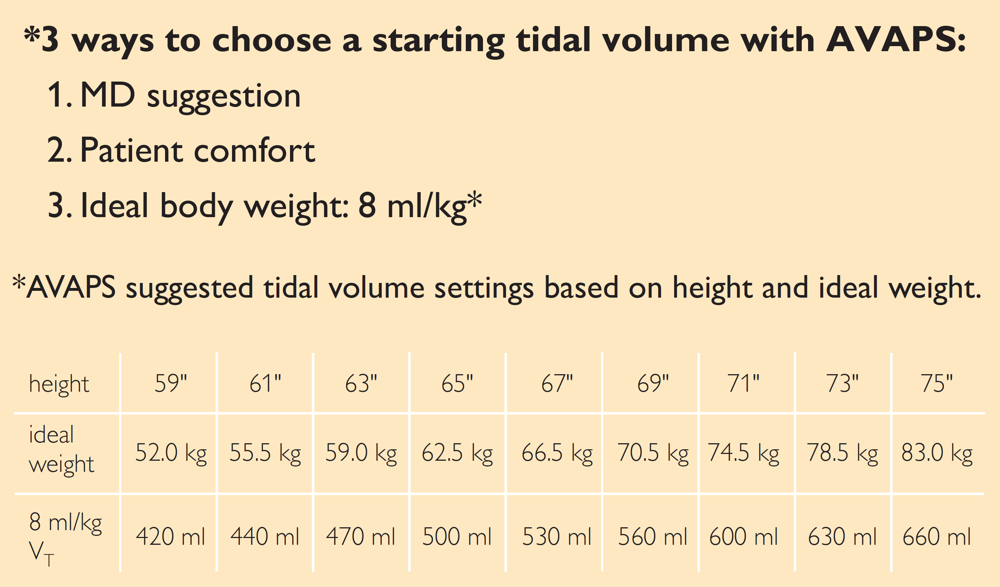 *3 ways to choose a starting tidal volume with AVAPS:
1. MD suggestion
2. Patient comfort
3. Ideal body weight: 8 ml/kg*
*AVAPS suggested tidal volume settings based on height and ideal weight.
height 59" 61" 63" 65" 67" 69" 71" 73" 75"
ideal
weight 52.0 kg 55.5 kg 59.0 kg 62.5 kg 66.5 kg 70.5 kg 74.5 kg 78.5 kg 83.0 kg
8 ml/kg
VT 420 ml 440 ml 470 ml 500 ml 530 ml 560 ml 600 ml 630 ml 660 ml